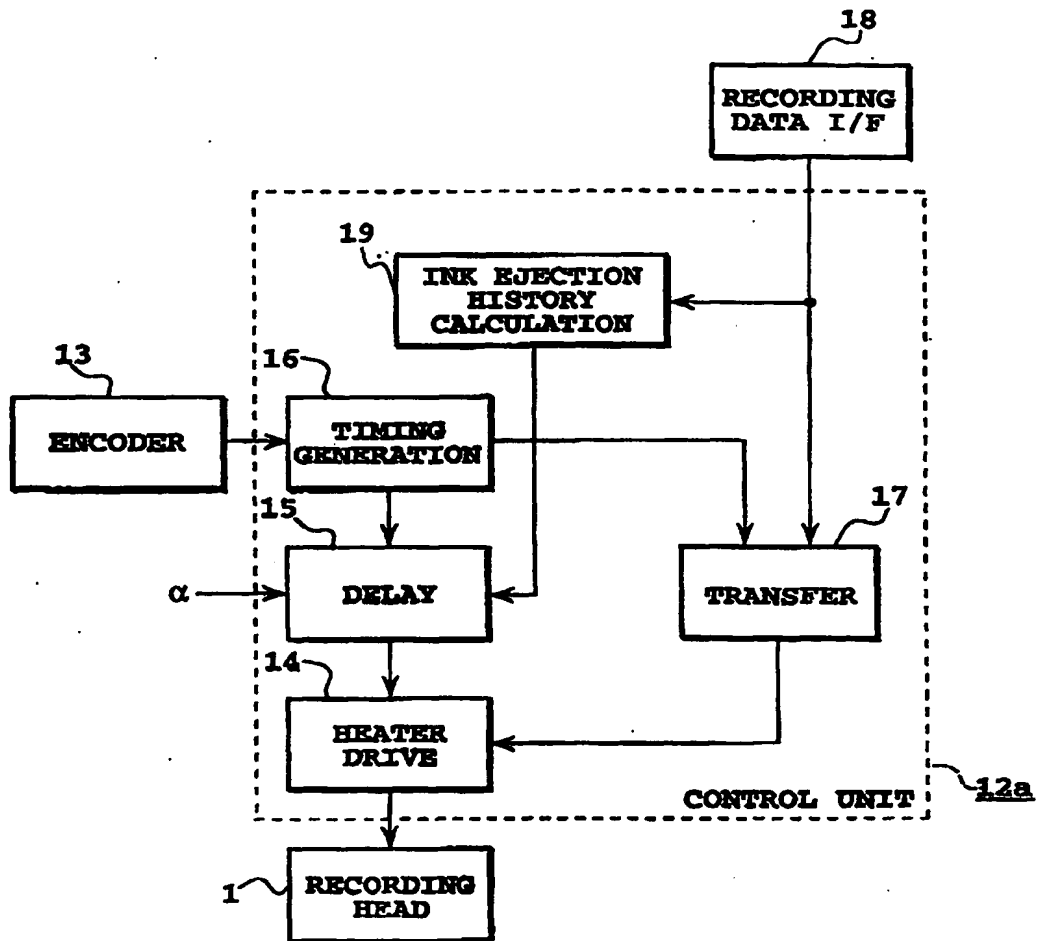 18
RECORDING
DATA I/F
19
INK EJECTION
HISTORY
CALCULATION
13
16
ENCODER
TIMING
GENERATION
15
17
α
DELAY
TRANSFER
14
HEATER
DRIVE
CONTROL UNIT
12a
1
RECORDING
HEAD